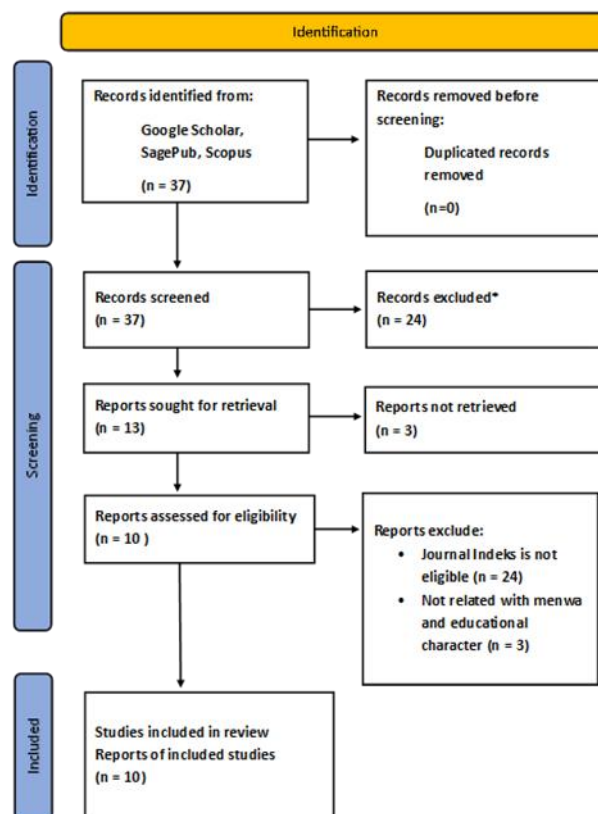 Identification
Identification
Records identified from:
Google Scholar,
SagePub, Scopus
(n = 37)
Records removed before
screening:
Duplicated records
removed
(n=0)
Screening
Records screened
(n = 37)
Records excluded*
(n = 24)
Reports sought for retrieval
(n = 13)
Reports not retrieved
(n = 3)
Reports assessed for eligibility
(n = 10 )
Reports exclude:
• Journal Indeks is not
eligible (n = 24)
• Not related with menwa
and educational
character (n = 3)
Included
Studies included in review
Reports of included studies
(n = 10)